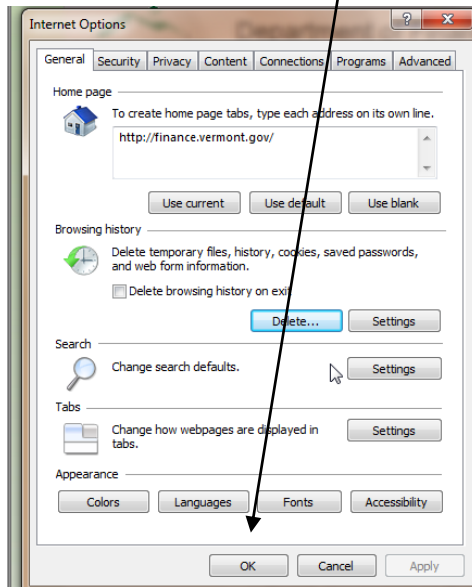 Department
Internet Options
General Security Privacy Content Connections Programs Advanced
Home page
To create home page tabs, type each address on its own line.
http://finance.vermont.gov/
Use current Use default Use blank
Browsing history
Delete temporary files, history, cookies, saved passwords,
and web form information.
Delete browsing history on exit
Delete... Settings
Search
Change search defaults. Settings
Tabs
Change how webpages are displayed in
tabs.
Settings
Appearance
Colors Languages Fonts Accessibility
OK Cancel Apply